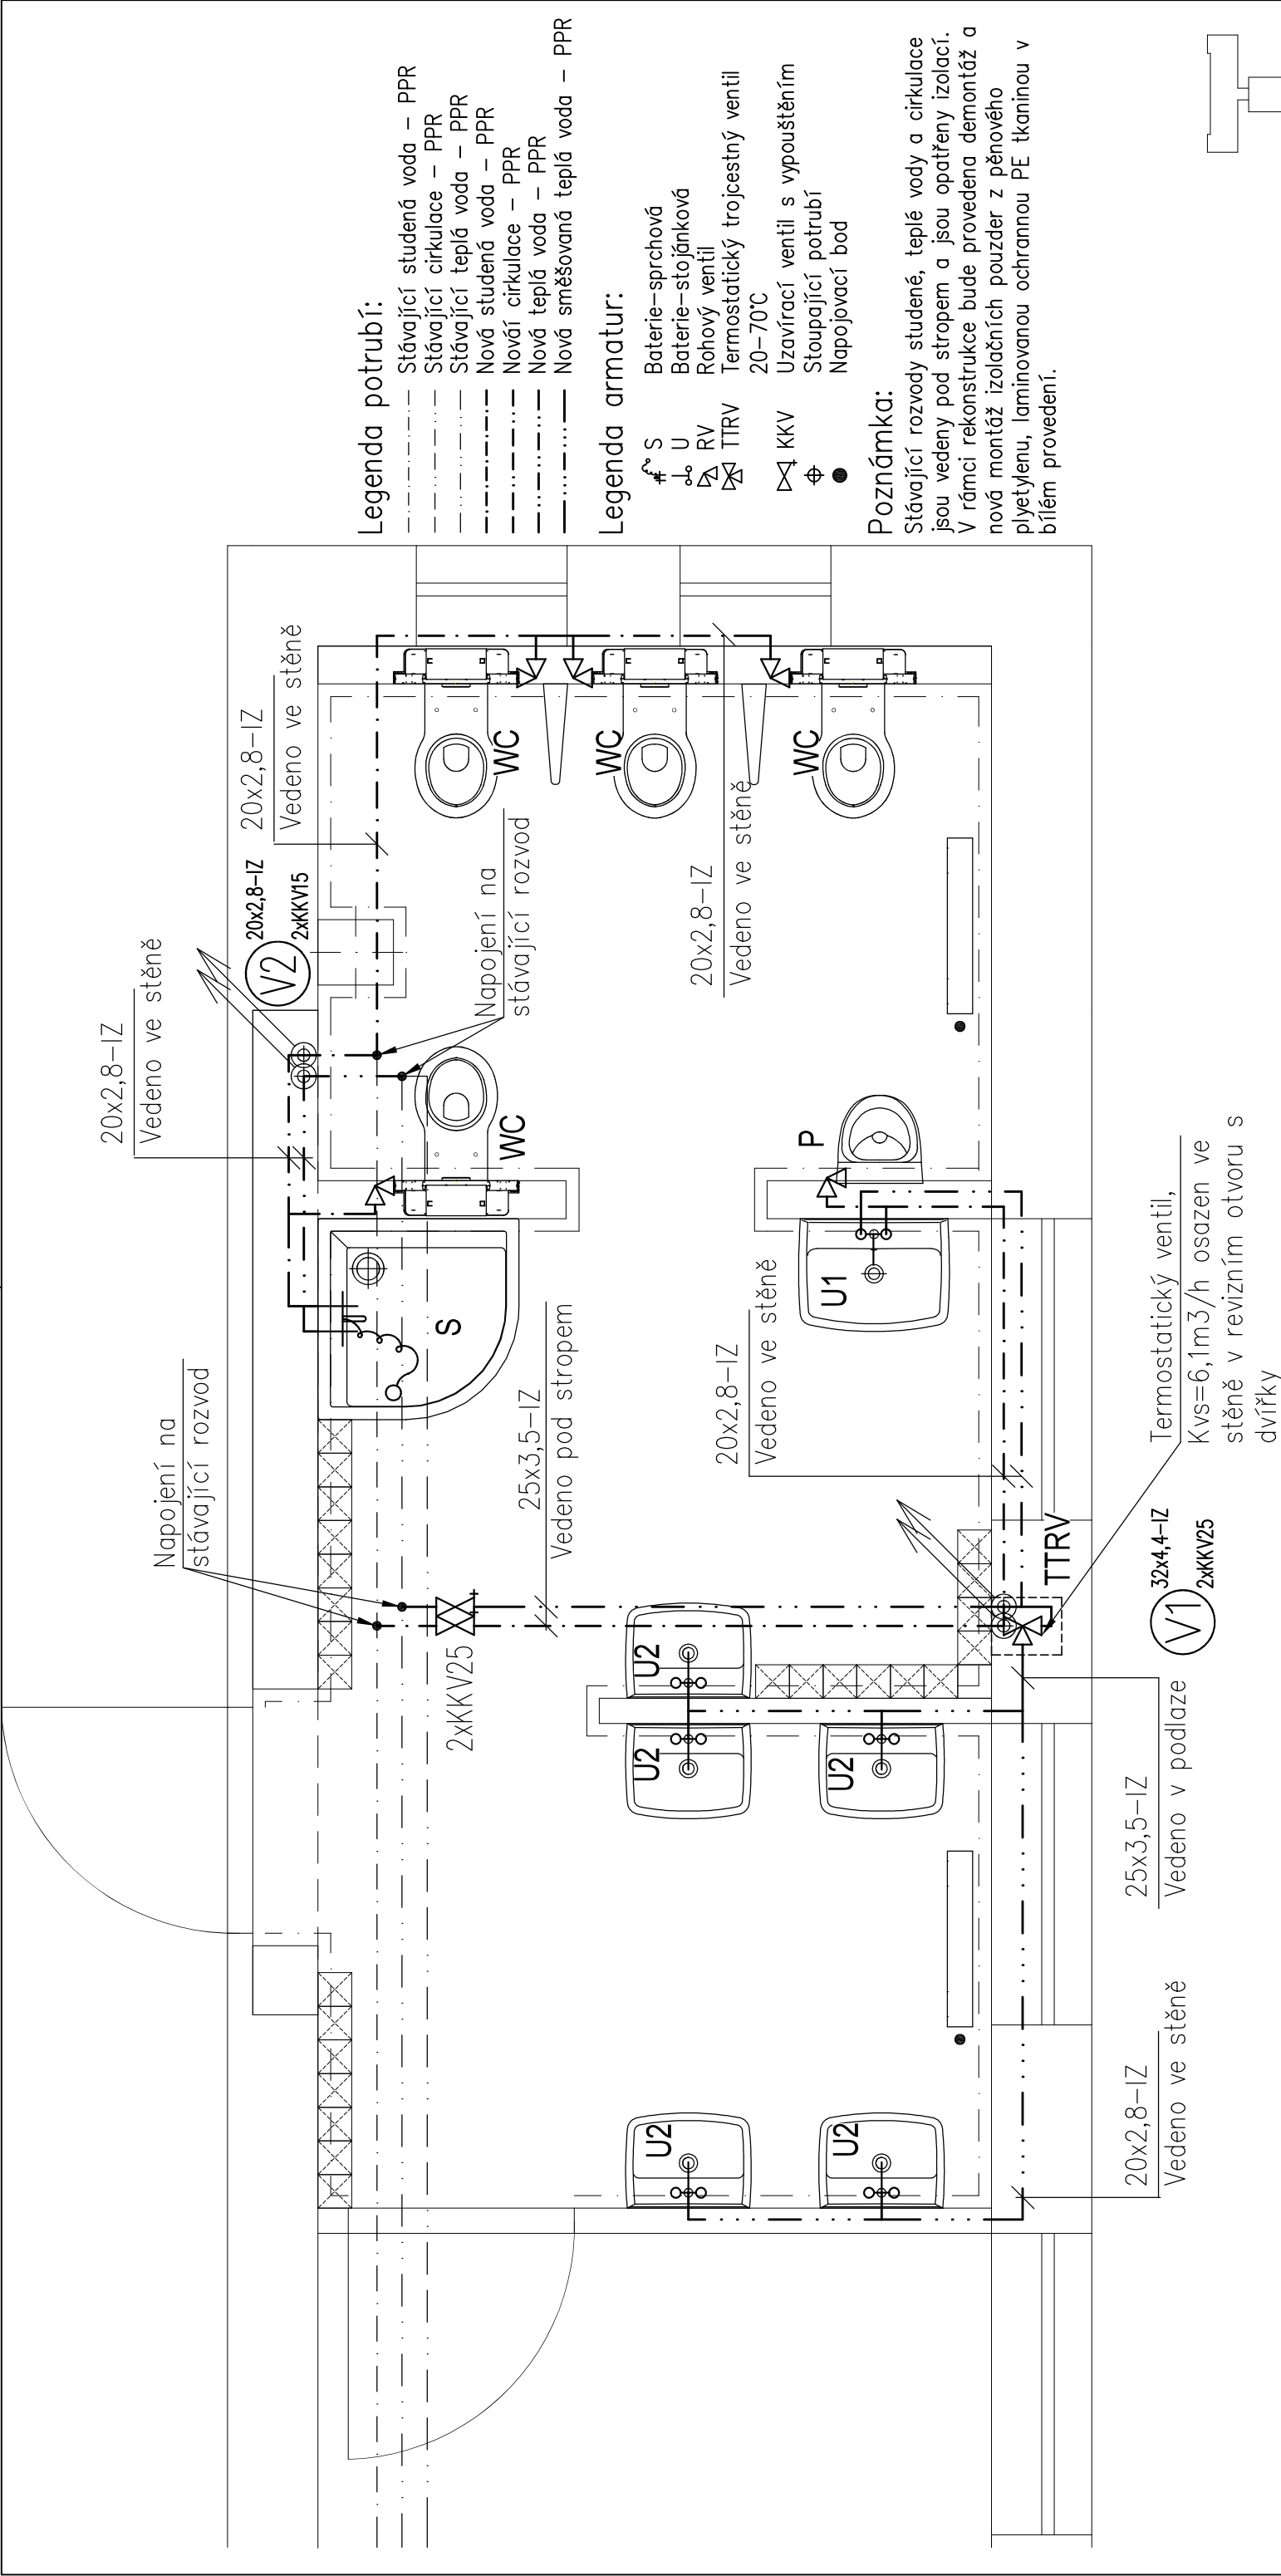 Legenda potrubí:
Stávající studená voda – PPR
Stávající cirkulace – PPR
Stávající teplá voda – PPR
Nová studená voda – PPR
Nováí cirkulace – PPR
Nová teplá voda – PPR
Nová směšovaná teplá voda – PPR
Legenda armatur:
S Baterie–sprchová
U Baterie–stojánková
RV Rohový ventil
TTRV Termostatický trojcestný ventil
20–70°C
KKV Uzavírací ventil s vypouštěním
Stoupající potrubí
Napojovací bod
Poznámka:
Stávající rozvody studené, teplé vody a cirkulace
jsou vedeny pod stropem a jsou opatřeny izolací.
V rámci rekonstrukce bude provedena demontáž a
nová montáž izolačních pouzder z pěnového
plyetylenu, laminovanou ochrannou PE tkaninou v
bílém provedení.
20x2,8–IZ
Vedeno ve stěně
20x2,8–IZ
Vedeno ve stěně
V2
20x2,8–IZ
2xKKV15
Napojení na
stávající rozvod
WC
WC
WC
WC
20x2,8–IZ
Vedeno ve stěně
P
U1
S
Napojení na
stávající rozvod
25x3,5–IZ
Vedeno pod stropem
20x2,8–IZ
Vedeno ve stěně
Termostatický ventil,
Kvs=6,1m3/h osazen ve
stěně v revizním otvoru s
dvířky
TTRV
V1
32x4,4–IZ
2xKKV25
2xKKV25
U2
U2
U2
25x3,5–IZ
Vedeno v podlaze
20x2,8–IZ
Vedeno ve stěně
U2
U2